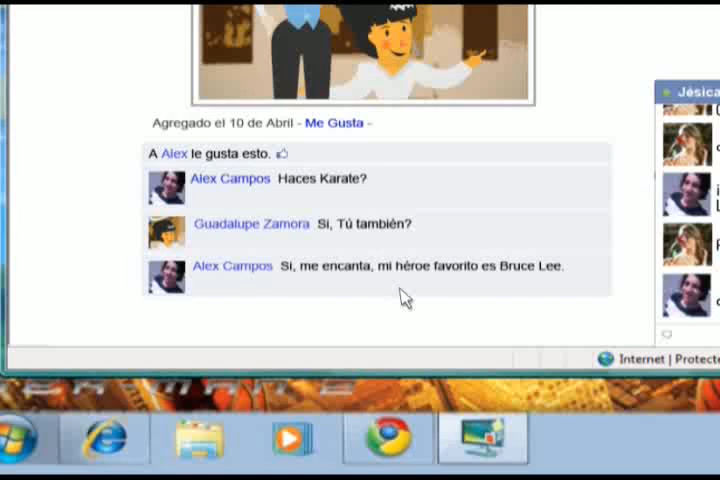 Jésica
Agregado el 10 de Abril - Me Gusta -
A Alex le gusta esto.
Alex Campos Haces Karate?
Guadalupe Zamora Si, Tú también?
Alex Campos Si, me encanta, mi héroe favorito es Bruce Lee.
Internet | Protecte